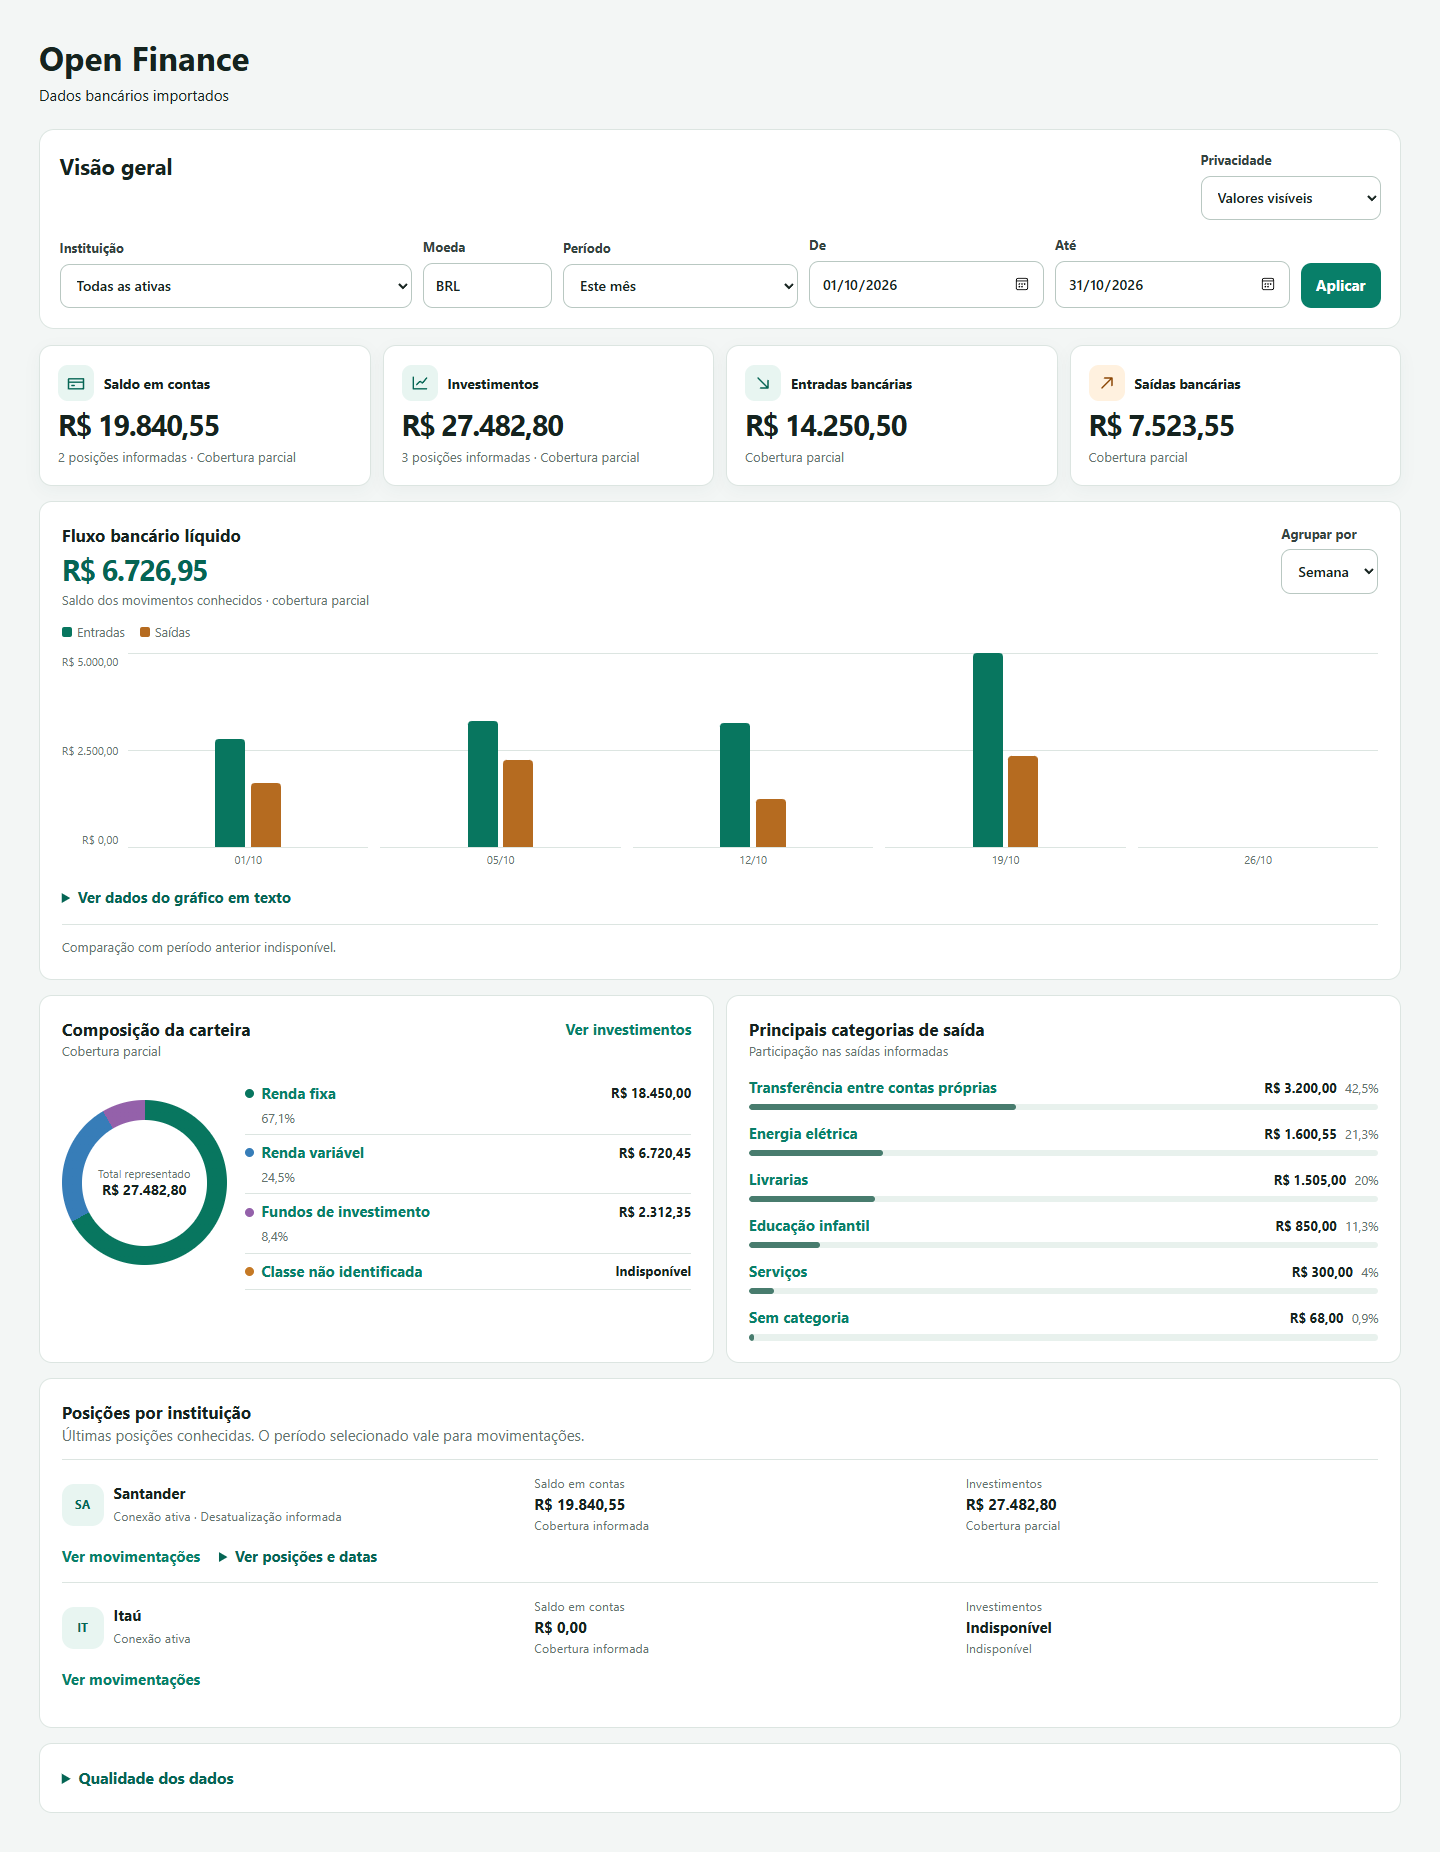 Open Finance
Dados bancários importados
Visão geral
Privacidade
Valores visíveis
Instituição
Moeda
Período
De
Até
Todas as ativas
BRL
Este mês
01/10/2026
31/10/2026
Aplicar
Saldo em contas
R$ 19.840,55
2 posições informadas · Cobertura parcial
Investimentos
R$ 27.482,80
3 posições informadas · Cobertura parcial
Entradas bancárias
R$ 14.250,50
Cobertura parcial
Saídas bancárias
R$ 7.523,55
Cobertura parcial
Fluxo bancário líquido
R$ 6.726,95
Saldo dos movimentos conhecidos · cobertura parcial
Agrupar por
Semana
Entradas
Saídas
R$ 5.000,00
R$ 2.500,00
R$ 0,00
01/10
05/10
12/10
19/10
26/10
Ver dados do gráfico em texto
Comparação com período anterior indisponível.
Composição da carteira
Ver investimentos
Cobertura parcial
Total representado
R$ 27.482,80
Renda fixa
R$ 18.450,00
67,1%
Renda variável
R$ 6.720,45
24,5%
Fundos de investimento
R$ 2.312,35
8,4%
Classe não identificada
Indisponível
Principais categorias de saída
Participação nas saídas informadas
Transferência entre contas próprias
R$ 3.200,00 42,5%
Energia elétrica
R$ 1.600,55 21,3%
Livrarias
R$ 1.505,00 20%
Educação infantil
R$ 850,00 11,3%
Serviços
R$ 300,00 4%
Sem categoria
R$ 68,00 0,9%
Posições por instituição
Últimas posições conhecidas. O período selecionado vale para movimentações.
SA
Santander
Conexão ativa · Desatualização informada
Saldo em contas
R$ 19.840,55
Cobertura informada
Investimentos
R$ 27.482,80
Cobertura parcial
Ver movimentações
Ver posições e datas
IT
Itaú
Conexão ativa
Saldo em contas
R$ 0,00
Cobertura informada
Investimentos
Indisponível
Indisponível
Ver movimentações
Qualidade dos dados